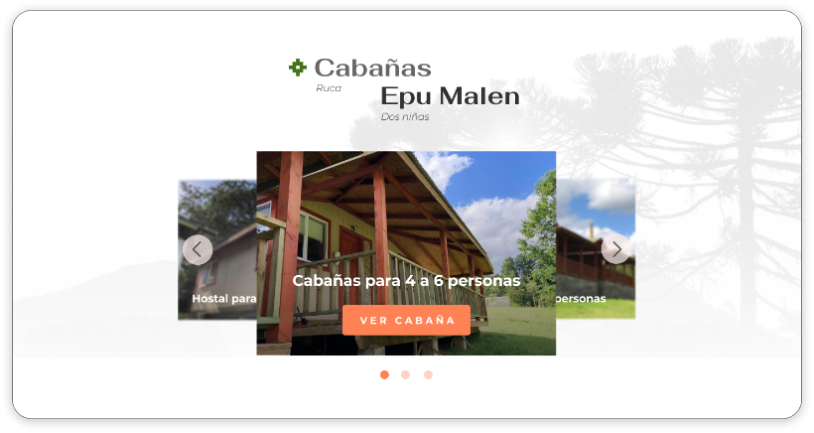 Cabañas
Ruca
Epu Malen
Dos niñas
Cabañas para 4 a 6 personas
Hostal para
personas
VER CABAÑA